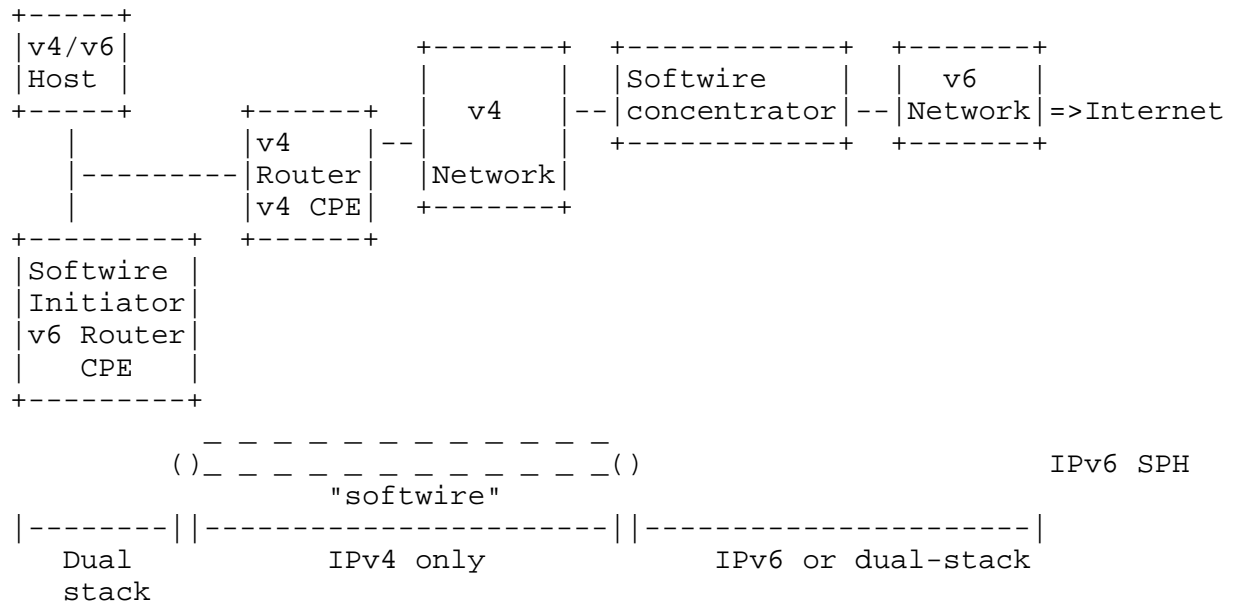 +-----+
|v4/v6|                +-------+  +------------+  +-------+
|Host |                |       |  |Softwire    |  |  v6   |
+-----+      +------+  |  v4   |--|concentrator|--|Network|=>Internet
   |         |v4    |--|       |  +------------+  +-------+
   |---------|Router|  |Network|
   |         |v4 CPE|  +-------+
+---------+  +------+
|Softwire |
|Initiator|
|v6 Router|
|   CPE   |
+---------+
           _ _ _ _ _ _ _ _ _ _ _ _
         ()_ _ _ _ _ _ _ _ _ _ _ _()                        IPv6 SPH
                  "softwire"
|--------||-----------------------||----------------------|
   Dual           IPv4 only            IPv6 or dual-stack
   stack